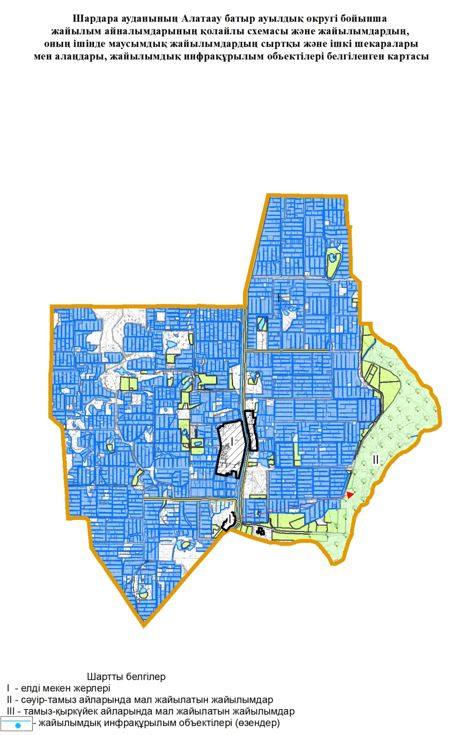 Шардара ауданының Алатаау батыр ауылдық округі бойынша
жайылым айналымдарының қолайлы схемасы және жайылымдардың,
оның ішінде маусымдық жайылымдардың сыртқы және ішкі шекаралары
мен алаңдары, жайылымдық инфрақұрылым объектілері белгіленген картасы
I
II
I
Шартты белгілер
I - елді мекен жерлері
II - сәуір-тамыз айларында мал жайылатын жайылымдар
III - тамыз-қыркүйек айларында мал жайылатын жайылымдар
- жайылымдық инфрақұрылым объектілері (өзендер)